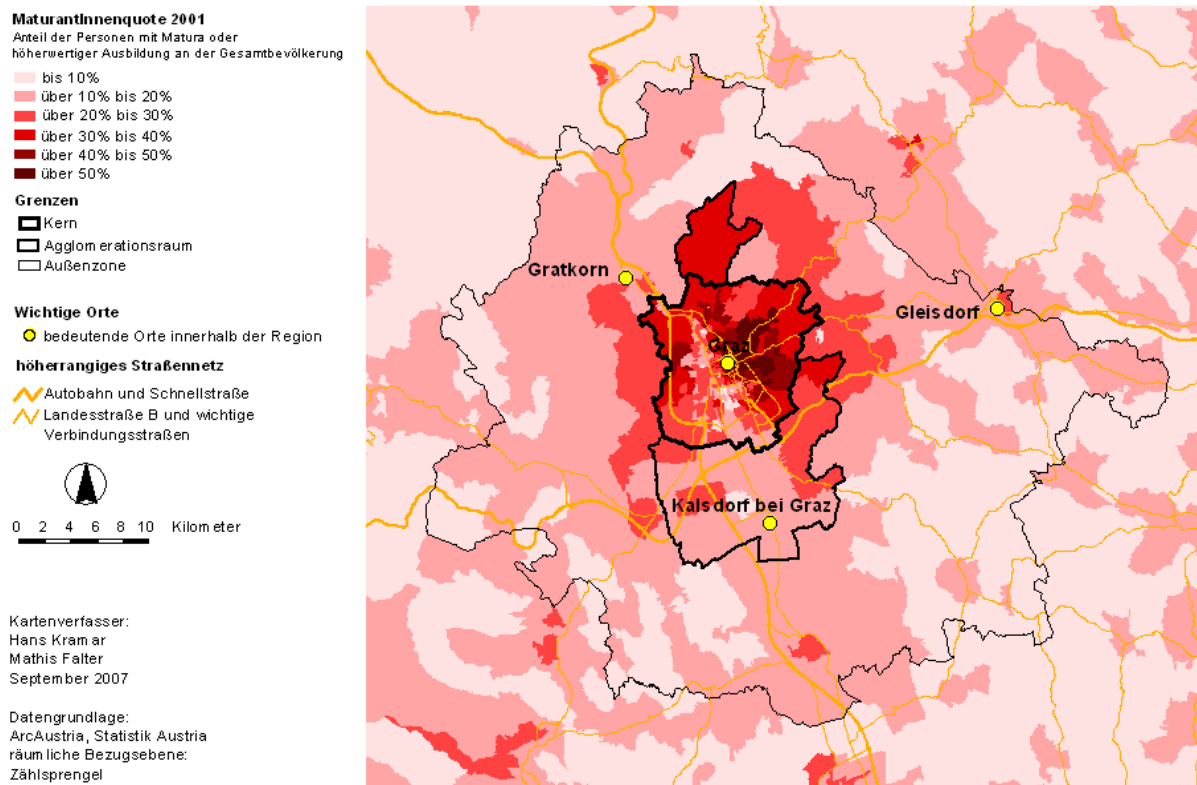 MaturantInnenquote 2001
Anteil der Personen mit Matura oder
höherwertiger Ausbildung an der Gesamtbevölkerung
bis 10%
über 10% bis 20%
über 20% bis 30%
über 30% bis 40%
über 40% bis 50%
über 50%
Grenzen
Kern
Agglomerationsraum
Außenzone
Wichtige Orte
bedeutende Orte innerhalb der Region
höherrangiges Straßennetz
Autobahn und Schnellstraße
Landesstraße B und wichtige
Verbindungsstraßen
0 2 4 6 8 10 Kilometer
Kartenverfasser:
Hans Kramar
Mathis Falter
September 2007
Datengrundlage:
ArcAustria, Statistik Austria
räumliche Bezugsebene:
Zählsprengel
Gratkorn
Gleisdorf
Graz
Kalsdorf bei Graz